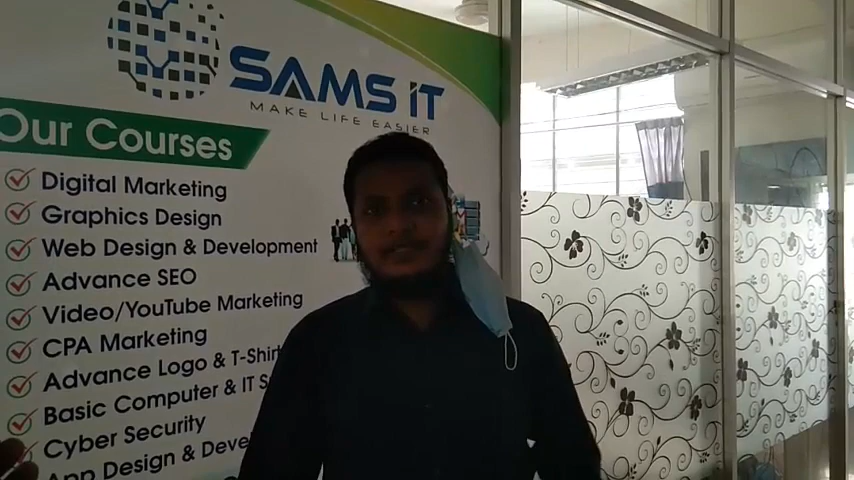 SAMS iT
MAKE LIFE EASIER
Our Courses
Digital Marketing
Graphics Design
Web Design & Development
Advance SEO
Video/YouTube Marketing
CPA Marketing
Advance Logo & T-Shirt
Basic Computer & IT
Cyber Security
App Design &